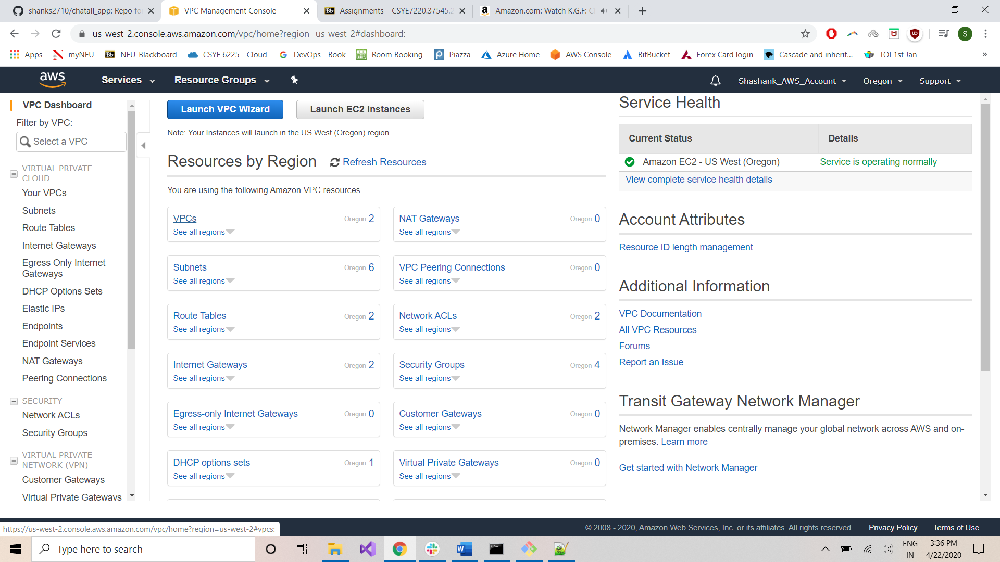 shanks2710/chatall_app: Repo for
VPC Management Console
Bb Assignments – CSYE7220.37545.2
Amazon.com: Watch K.G.F: C
us-west-2.console.aws.amazon.com/vpc/home?region=us-west-2#dashboard:
S
Apps
myNEU
Bb NEU-Blackboard
CSYE 6225 - Cloud
DevOps - Book
Room Booking
Piazza
Azure Home
AWS Console
BitBucket
Forex Card login
Cascade and inherit...
TOI 1st Jan
»
aws
Services
Resource Groups
Shashank_AWS_Account
Oregon
Support
VPC Dashboard
Filter by VPC:
Select a VPC
VIRTUAL PRIVATE
CLOUD
Your VPCs
Subnets
Route Tables
Internet Gateways
Egress Only Internet
Gateways
DHCP Options Sets
Elastic IPs
Endpoints
Endpoint Services
NAT Gateways
Peering Connections
SECURITY
Network ACLs
Security Groups
VIRTUAL PRIVATE
NETWORK (VPN)
Customer Gateways
Virtual Private Gateways
Launch VPC Wizard
Launch EC2 Instances
Note: Your Instances will launch in the US West (Oregon) region.
Resources by Region
Refresh Resources
You are using the following Amazon VPC resources
VPCs Oregon 2
See all regions
NAT Gateways Oregon 0
See all regions
Subnets Oregon 6
See all regions
VPC Peering Connections Oregon 0
See all regions
Route Tables Oregon 2
See all regions
Network ACLs Oregon 2
See all regions
Internet Gateways Oregon 2
See all regions
Security Groups Oregon 4
See all regions
Egress-only Internet Gateways Oregon 0
See all regions
Customer Gateways Oregon 0
See all regions
DHCP options sets Oregon 1
See all regions
Virtual Private Gateways Oregon 0
See all regions
Service Health
Current Status Details
Amazon EC2 - US West (Oregon) Service is operating normally
View complete service health details
Account Attributes
Resource ID length management
Additional Information
VPC Documentation
All VPC Resources
Forums
Report an Issue
Transit Gateway Network Manager
Network Manager enables centrally manage your global network across AWS and on-
premises. Learn more
Get started with Network Manager
https://us-west-2.console.aws.amazon.com/vpc/home?region=us-west-2#vpcs:
© 2008 - 2020, Amazon Web Services, Inc. or its affiliates. All rights reserved.
Privacy Policy
Terms of Use
Type here to search
ENG
IN
3:36 PM
4/22/2020